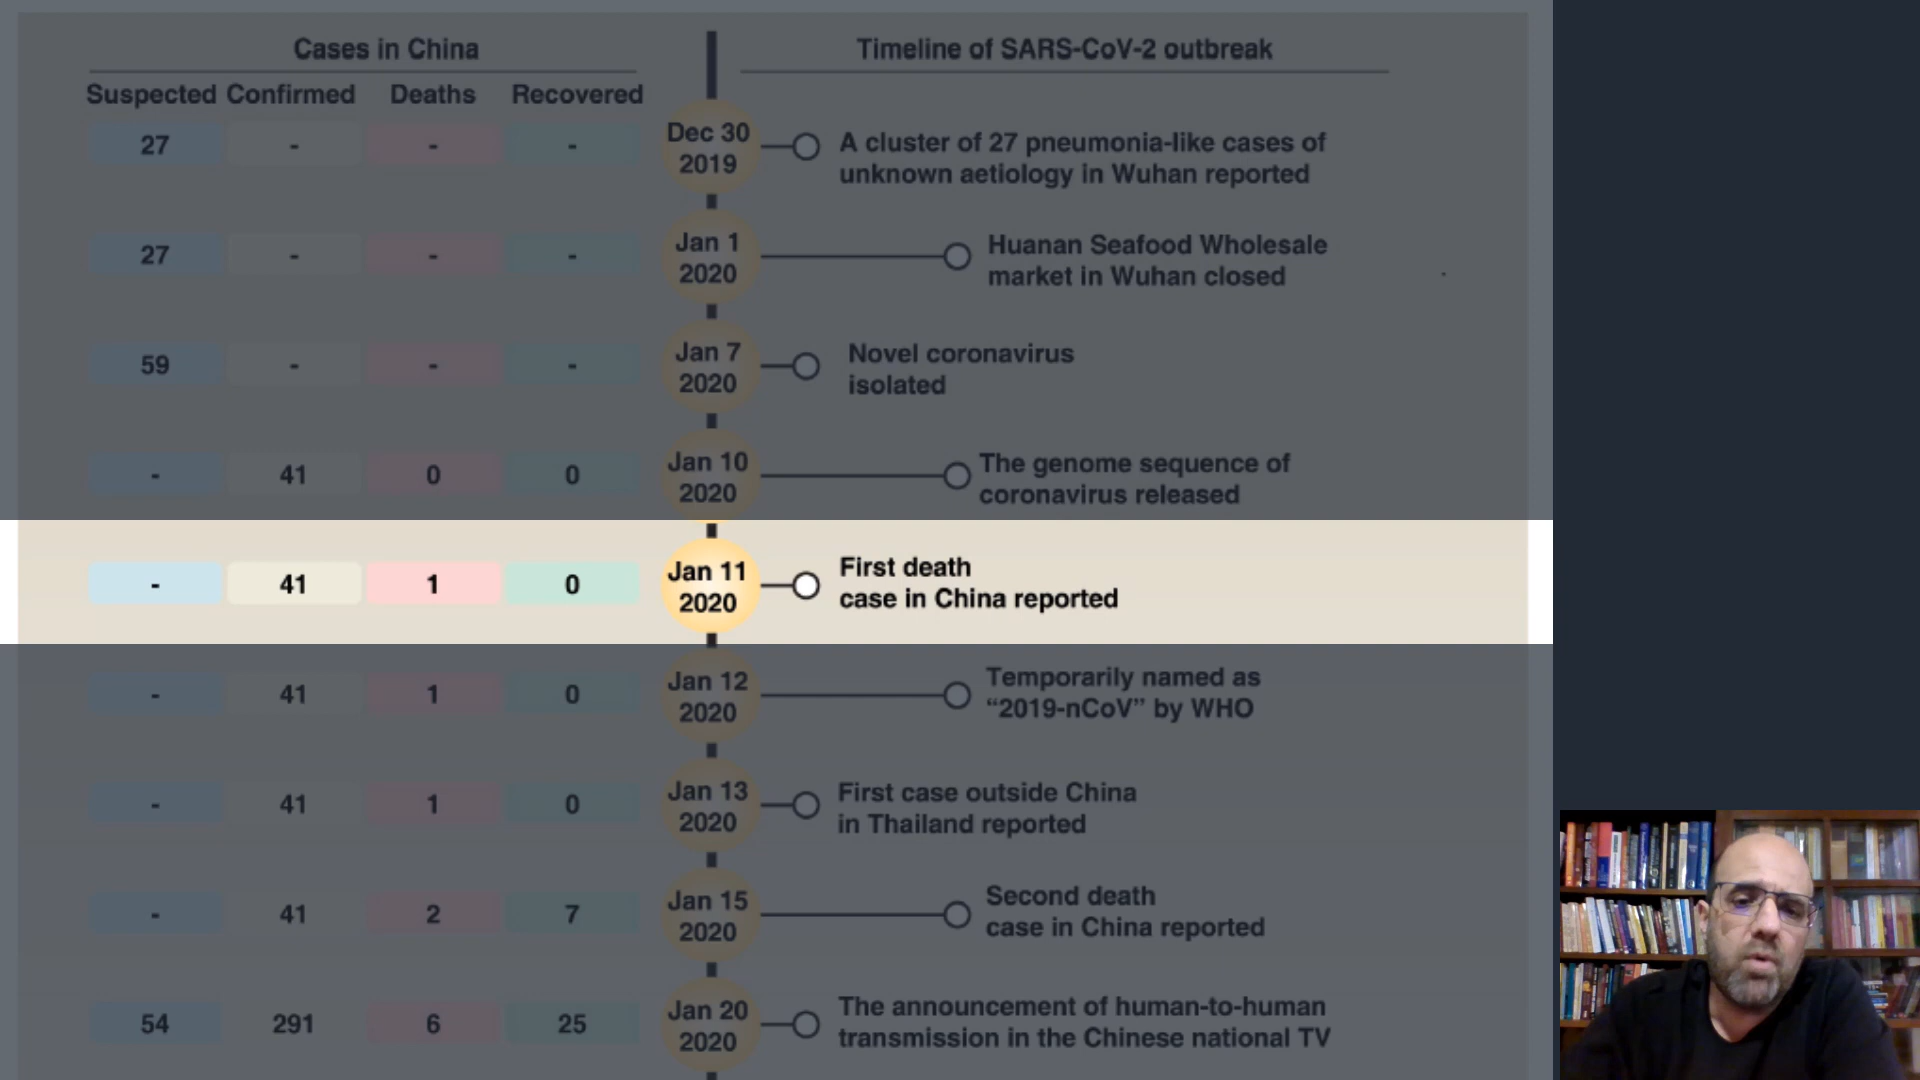 Cases in China
Timeline of SARS-CoV-2 outbreak
Suspected Confirmed Deaths Recovered
27 - - -
Dec 30
2019
A cluster of 27 pneumonia-like cases of
unknown aetiology in Wuhan reported
27 - - -
Jan 1
2020
Huanan Seafood Wholesale
market in Wuhan closed
59 - - -
Jan 7
2020
Novel coronavirus
isolated
- 41 0 0
Jan 10
2020
The genome sequence of
coronavirus released
- 41 1 0
Jan 11
2020
First death
case in China reported
- 41 1 0
Jan 12
2020
Temporarily named as
“2019-nCoV” by WHO
- 41 1 0
Jan 13
2020
First case outside China
in Thailand reported
- 41 2 7
Jan 15
2020
Second death
case in China reported
54 291 6 25
Jan 20
2020
The announcement of human-to-human
transmission in the Chinese national TV